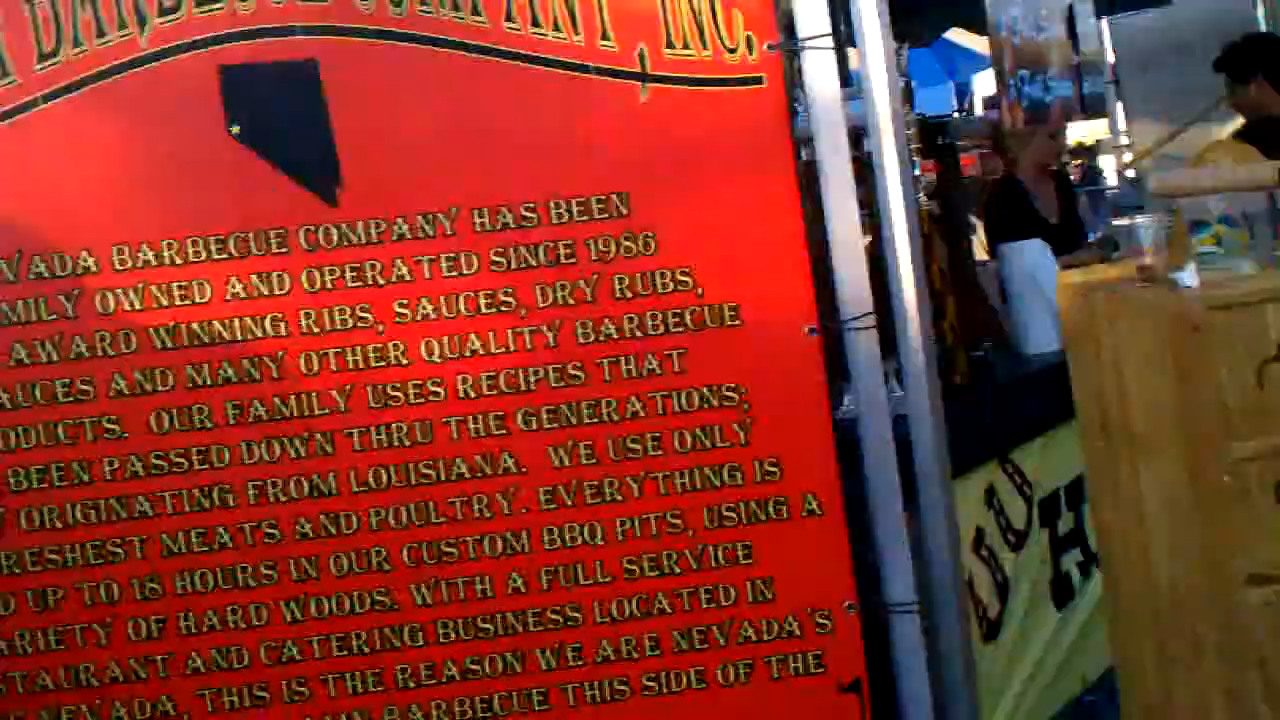 BARBECUE COMPANY, INC.
VADA BARBECUE COMPANY HAS BEEN
MILY OWNED AND OPERATED SINCE 1986
AWARD WINNING RIBS, SAUCES, DRY RUBS,
AUCES AND MANY OTHER QUALITY BARBECUE
ODUCTS. OUR FAMILY USES RECIPES THAT
BEEN PASSED DOWN THRU THE GENERATIONS;
Y ORIGINATING FROM LOUISIANA. WE USE ONLY
RESHEST MEATS AND POULTRY. EVERYTHING IS
D UP TO 18 HOURS IN OUR CUSTOM BBQ PITS, USING A
ARIETY OF HARD WOODS. WITH A FULL SERVICE
STAURANT AND CATERING BUSINESS LOCATED IN
NEVADA, THIS IS THE REASON WE ARE NEVADA'S
BARBECUE THIS SIDE OF THE